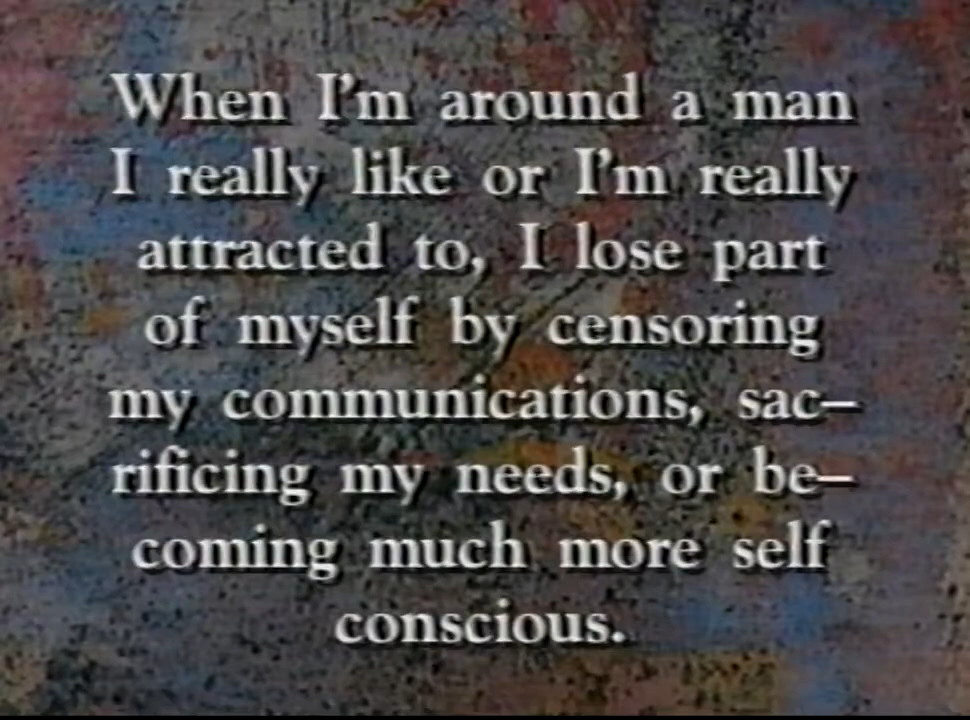 When I'm around a man
I really like or I'm really
attracted to, I lose part
of myself by censoring
my communications, sac–
rificing my needs, or be–
coming much more self
conscious.